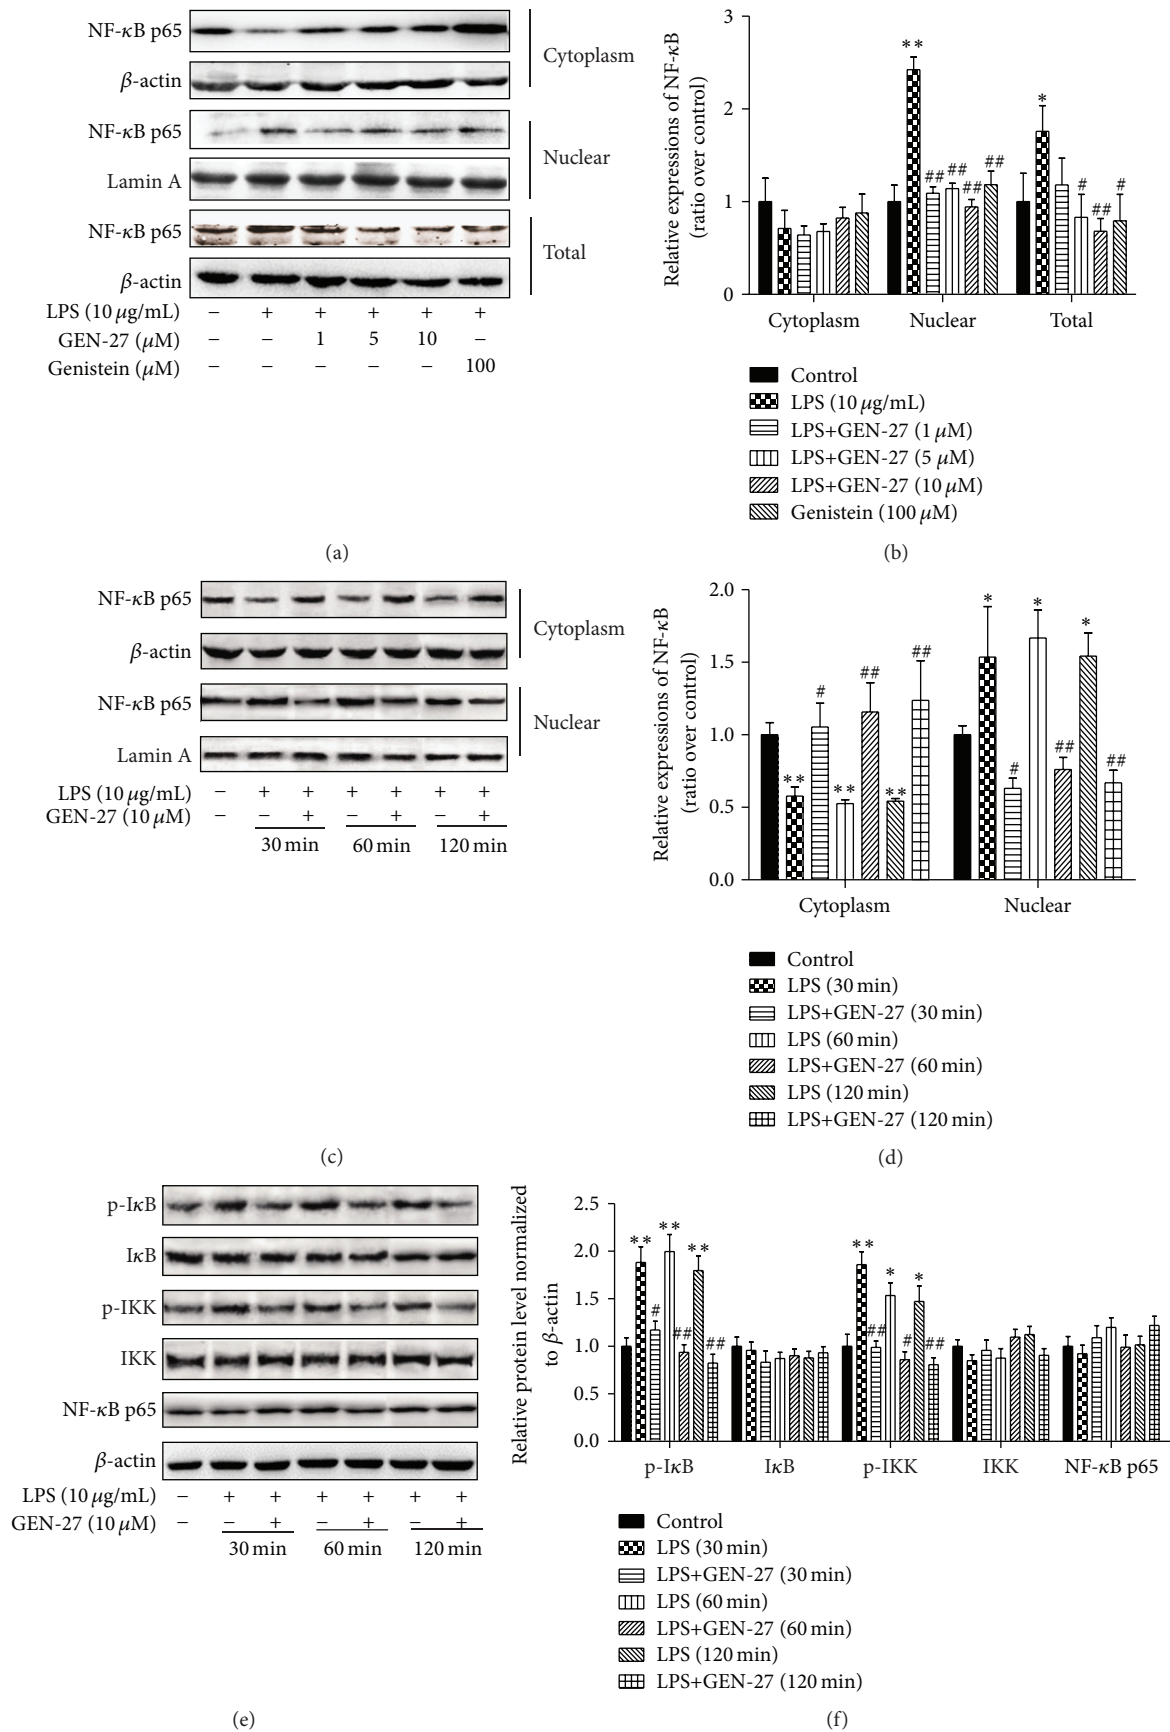 NF-κB p65
β-actin
Cytoplasm
NF-κB p65
Lamin A
Nuclear
NF-κB p65
β-actin
Total
LPS (10 μg/mL) − + + + + +
GEN-27 (μM) − − 1 5 10 −
Genistein (μM) − − − − − 100
(a)
Relative expressions of NF-κB
(ratio over control)
3
2
1
0
** ## ## ## ##
* # ## #
Cytoplasm Nuclear Total
Control
LPS (10 μg/mL)
LPS+GEN-27 (1 μM)
LPS+GEN-27 (5 μM)
LPS+GEN-27 (10 μM)
Genistein (100 μM)
(b)
NF-κB p65
β-actin
Cytoplasm
NF-κB p65
Lamin A
Nuclear
LPS (10 μg/mL) − + + + + + +
GEN-27 (10 μM) − − + − + − +
30 min 60 min 120 min
(c)
Relative expressions of NF-κB
(ratio over control)
2.0
1.5
1.0
0.5
0.0
** # ** ## ** ##
* # * ## * ##
Cytoplasm Nuclear
Control
LPS (30 min)
LPS+GEN-27 (30 min)
LPS (60 min)
LPS+GEN-27 (60 min)
LPS (120 min)
LPS+GEN-27 (120 min)
(d)
p-IκB
IκB
p-IKK
IKK
NF-κB p65
β-actin
LPS (10 μg/mL) − + + + + + +
GEN-27 (10 μM) − − + − + − +
30 min 60 min 120 min
(e)
Relative protein level normalized
to β-actin
2.5
2.0
1.5
1.0
0.5
0.0
** # ** ## ** ##
** ## * # * ##
p-IκB IκB p-IKK IKK NF-κB p65
Control
LPS (30 min)
LPS+GEN-27 (30 min)
LPS (60 min)
LPS+GEN-27 (60 min)
LPS (120 min)
LPS+GEN-27 (120 min)
(f)